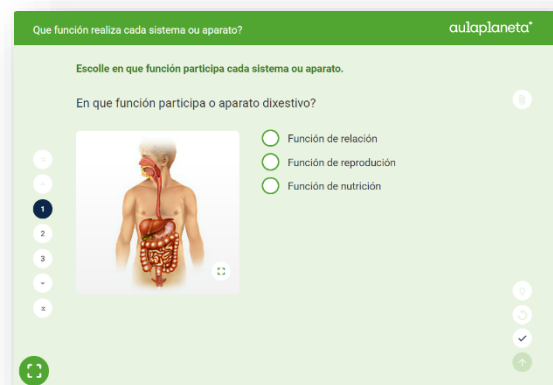 Que función realiza cada sistema ou aparato?
aulaplaneta
Escolle en que función participa cada sistema ou aparato.
En que función participa o aparato dixestivo?
Función de relación
Función de reprodución
Función de nutrición
1
2
3